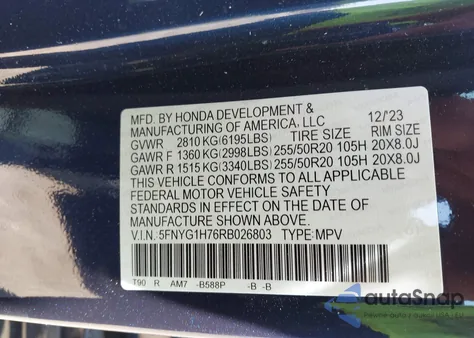 MFD. BY HONDA DEVELOPMENT &
MANUFACTURING OF AMERICA, LLC 12/23
GVWR 2810 KG(6195LBS) TIRE SIZE RIM SIZE
GAWR F 1360 KG(2998LBS) 255/50R20 105H 20X8.0J
GAWR R 1515 KG(3340LBS) 255/50R20 105H 20X8.0J
THIS VEHICLE CONFORMS TO ALL APPLICABLE
FEDERAL MOTOR VEHICLE SAFETY
STANDARDS IN EFFECT ON THE DATE OF
MANUFACTURE SHOWN ABOVE.
V.I.N. 5FNYG1H76RB026803 TYPE:MPV
T90 R AM7 -B588P -B -B
autoSnap